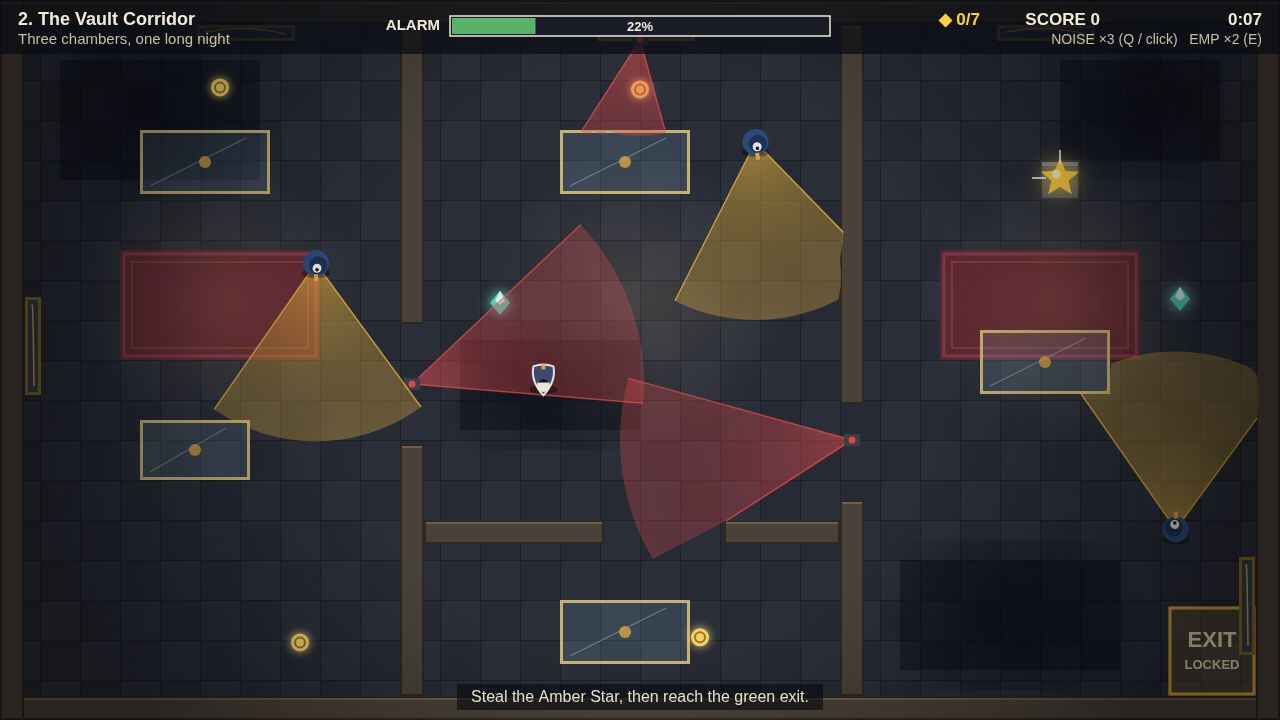 2. The Vault Corridor
Three chambers, one long night
ALARM
22%
0/7
SCORE 0
0:07
NOISE ×3 (Q / click)
EMP ×2 (E)
EXIT
LOCKED
Steal the Amber Star, then reach the green exit.